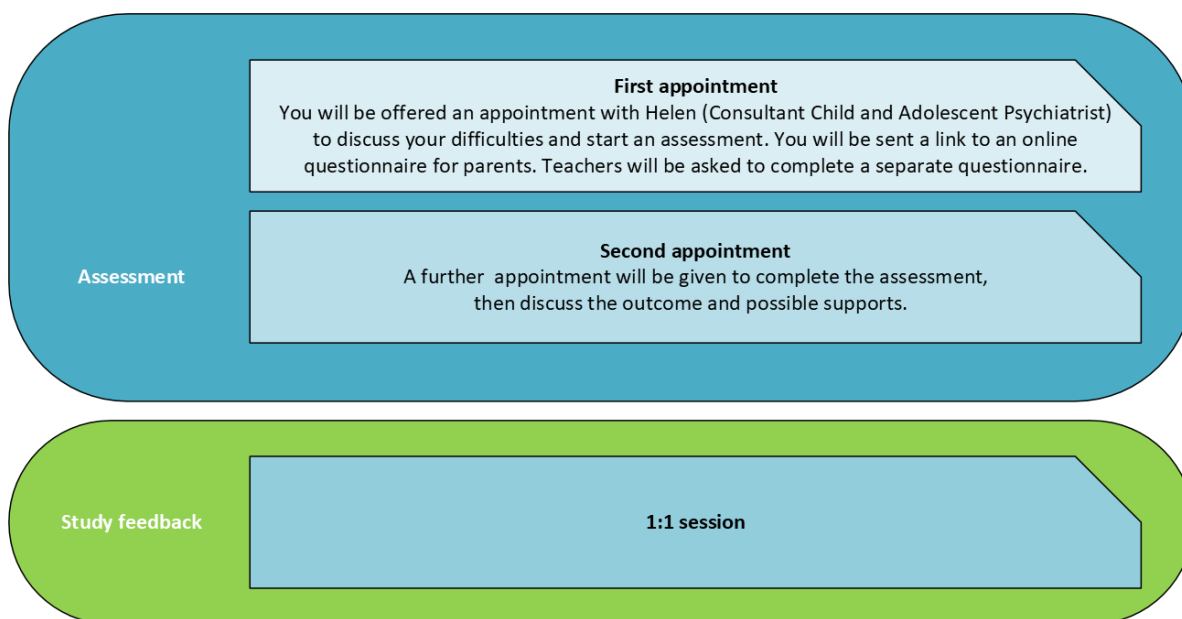 First appointment
You will be offered an appointment with Helen (Consultant Child and Adolescent Psychiatrist)
to discuss your difficulties and start an assessment. You will be sent a link to an online
questionnaire for parents. Teachers will be asked to complete a separate questionnaire.
Assessment
Second appointment
A further  appointment will be given to complete the assessment,
then discuss the outcome and possible supports.
Study feedback
1:1 session